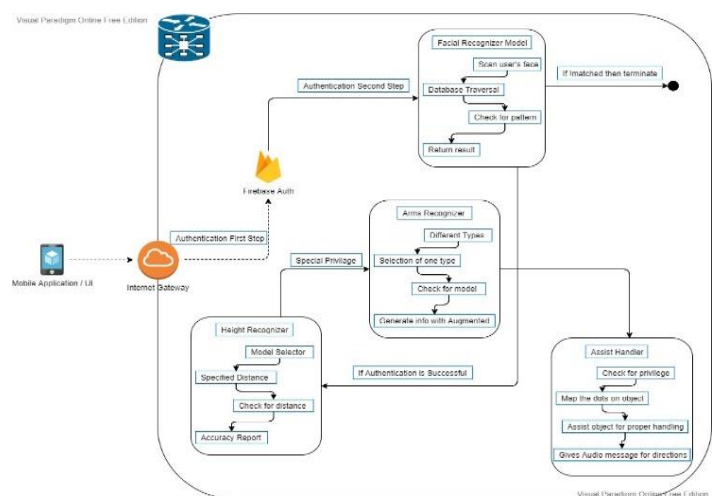 Visual Paradigm Online Free Edition
Facial Recognizer Model
Scan user's face
Database Traversal
Check for pattern
Return result
If !matched then terminate
Authentication Second Step
Firebase Auth
Authentication First Step
Mobile Application / UI
Internet Gateway
Special Privilage
Arms Recognizer
Different Types
Selection of one type
Check for model
Generate info with Augmented
Height Recognizer
Model Selector
Specified Distance
Check for distance
Accuracy Report
If Authentication is Successful
Assist Handler
Check for privilege
Map the dots on object
Assist object for proper handling
Gives Audio message for directions
Visual Paradigm Online Free Edition